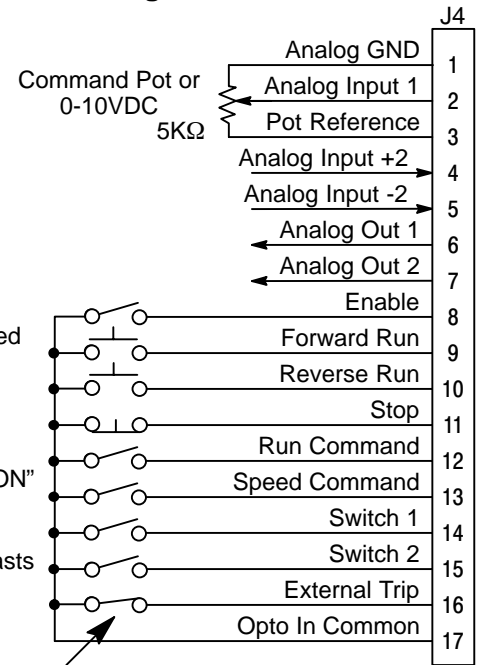 J4
Analog GND 1
Command Pot or
0-10VDC
5KΩ
Analog Input 1 2
Pot Reference 3
Analog Input +2 4
Analog Input -2 5
Analog Out 1 6
Analog Out 2 7
Enable 8
Forward Run 9
Reverse Run 10
Stop 11
Run Command 12
ON”
Speed Command 13
Switch 1 14
Switch 2 15
External Trip 16
Opto In Common 17